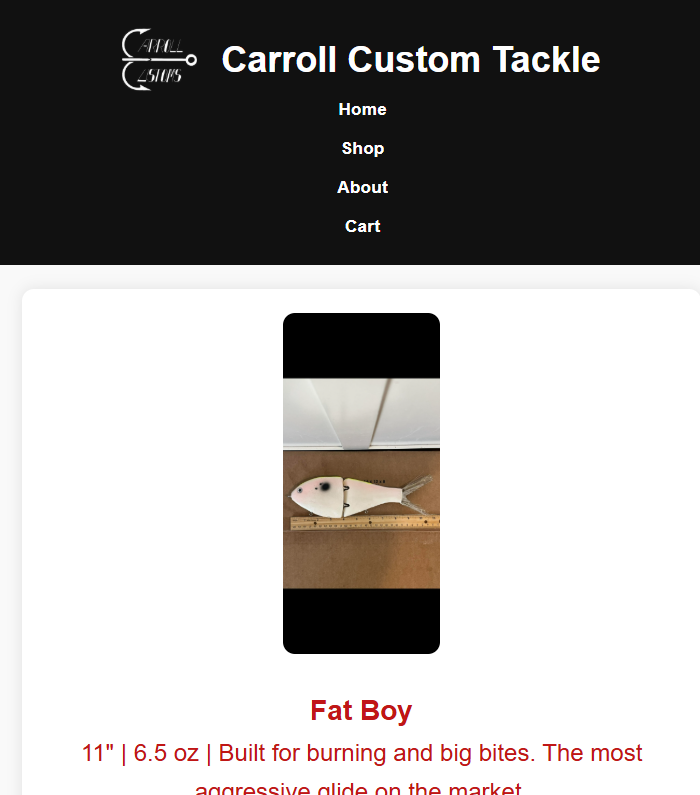 CARROLL
CUSTOMS
Carroll Custom Tackle
Home
Shop
About
Cart
Fat Boy
11" | 6.5 oz | Built for burning and big bites. The most
aggressive glide on the market